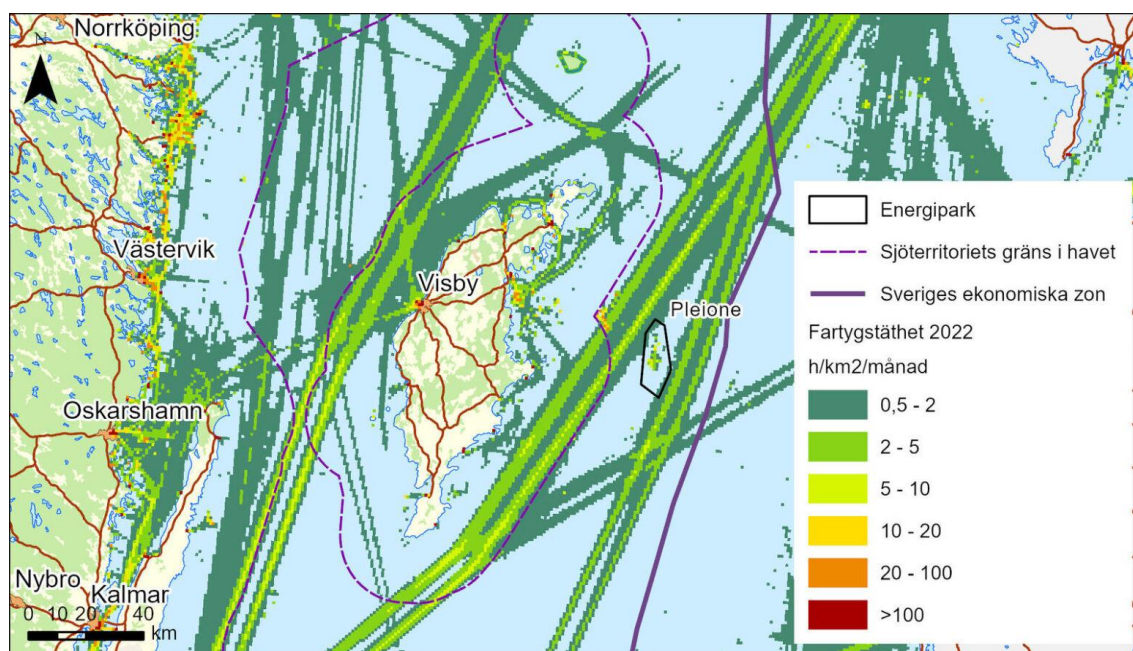 Norrköping
N
Västervik
Visby
Pleione
Oskarshamn
Nybro
Kalmar
0 10 20 40
km
Energipark
Sjöterritoriets gräns i havet
Sveriges ekonomiska zon
Fartygstäthet 2022
h/km2/månad
0,5 - 2
2 - 5
5 - 10
10 - 20
20 - 100
>100